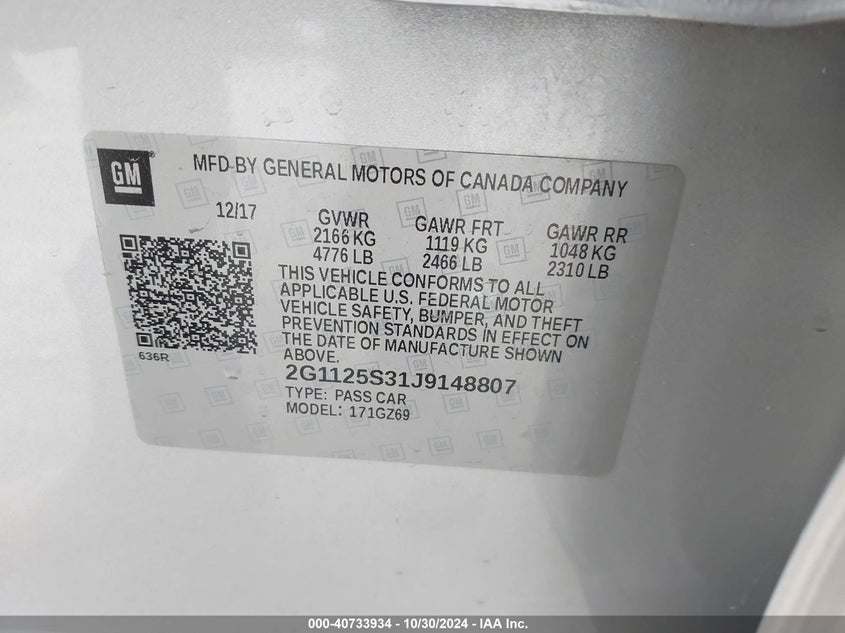 GM
MFD BY GENERAL MOTORS OF CANADA COMPANY
12/17
GVWR
2166 KG
4776 LB
GAWR FRT
1119 KG
2466 LB
GAWR RR
1048 KG
2310 LB
THIS VEHICLE CONFORMS TO ALL
APPLICABLE U.S. FEDERAL MOTOR
VEHICLE SAFETY, BUMPER, AND THEFT
PREVENTION STANDARDS IN EFFECT ON
THE DATE OF MANUFACTURE SHOWN
ABOVE.
636R
2G1125S31J9148807
TYPE: PASS CAR
MODEL: 171GZ69
000-40733934 - 10/30/2024 - IAA Inc.